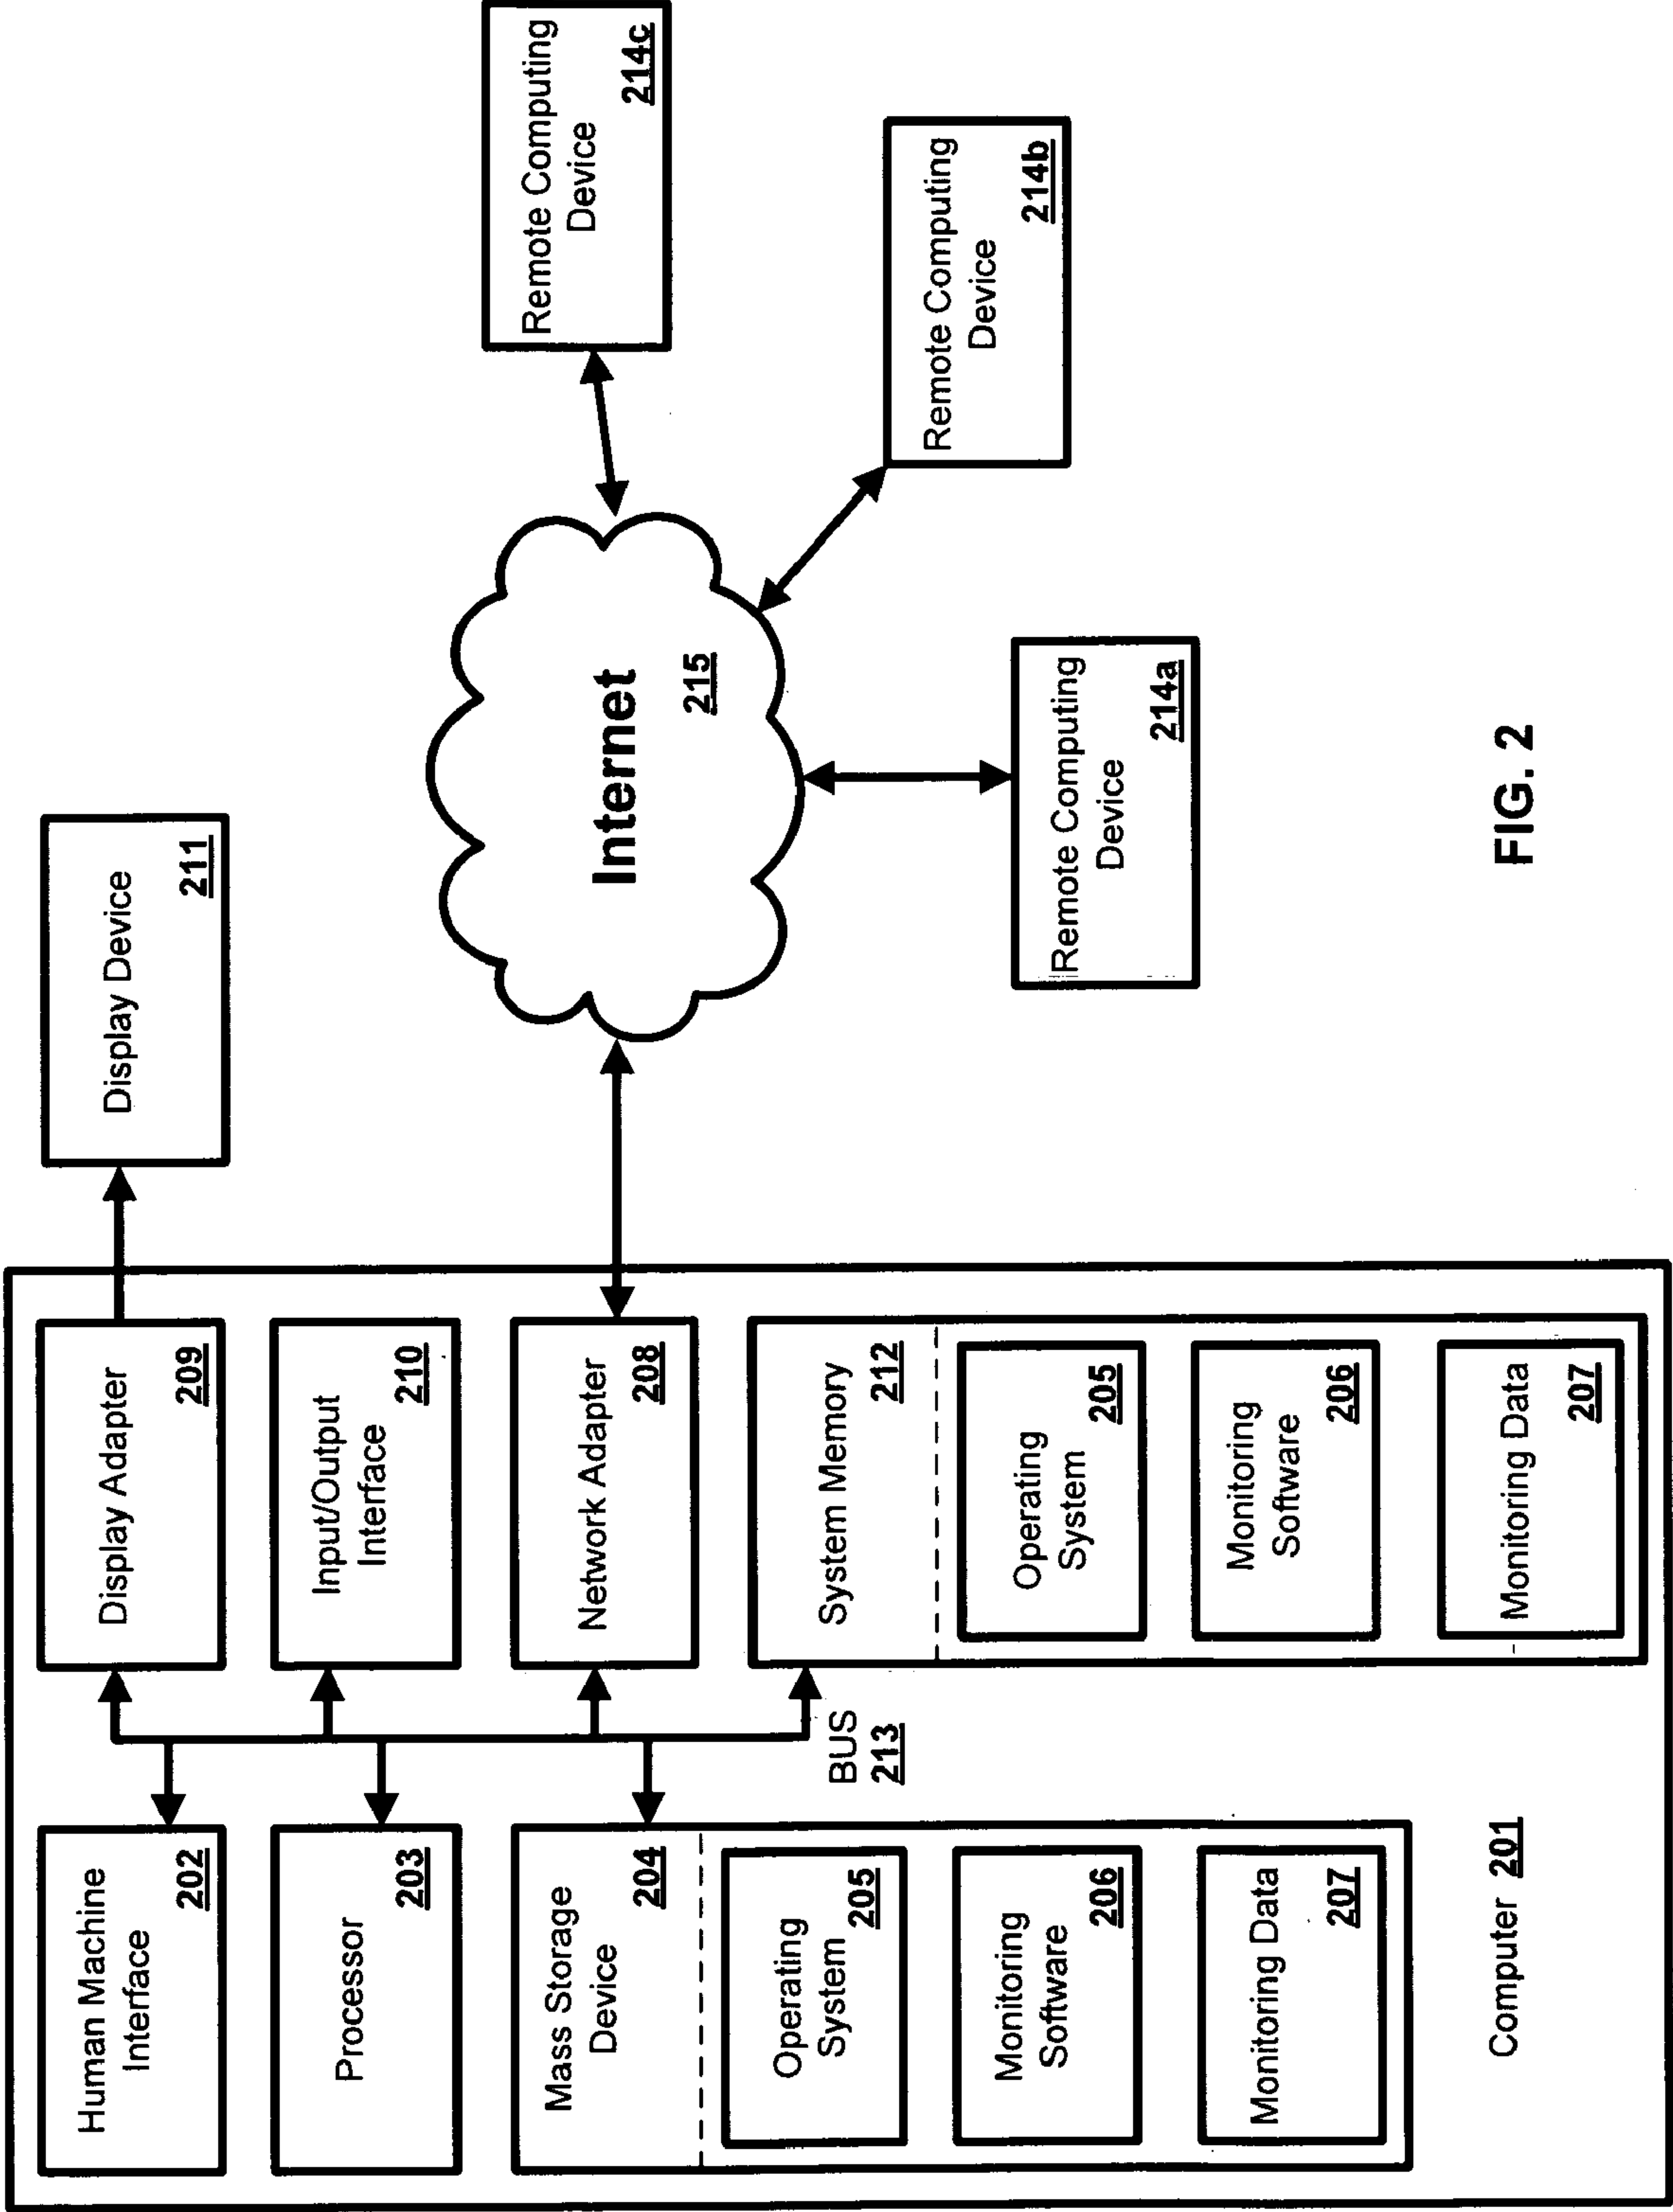 Human Machine
Interface
202
Processor
203
Mass Storage
Device
204
Operating
System
205
Monitoring
Software
206
Monitoring Data
207
Computer 201
BUS
213
Display Adapter
209
Input/Output
Interface
210
Network Adapter
208
System Memory
212
Operating
System
205
Monitoring
Software
206
Monitoring Data
207
Display Device
211
Internet
215
Remote Computing
Device
214a
Remote Computing
Device
214b
Remote Computing
Device
214c
FIG. 2